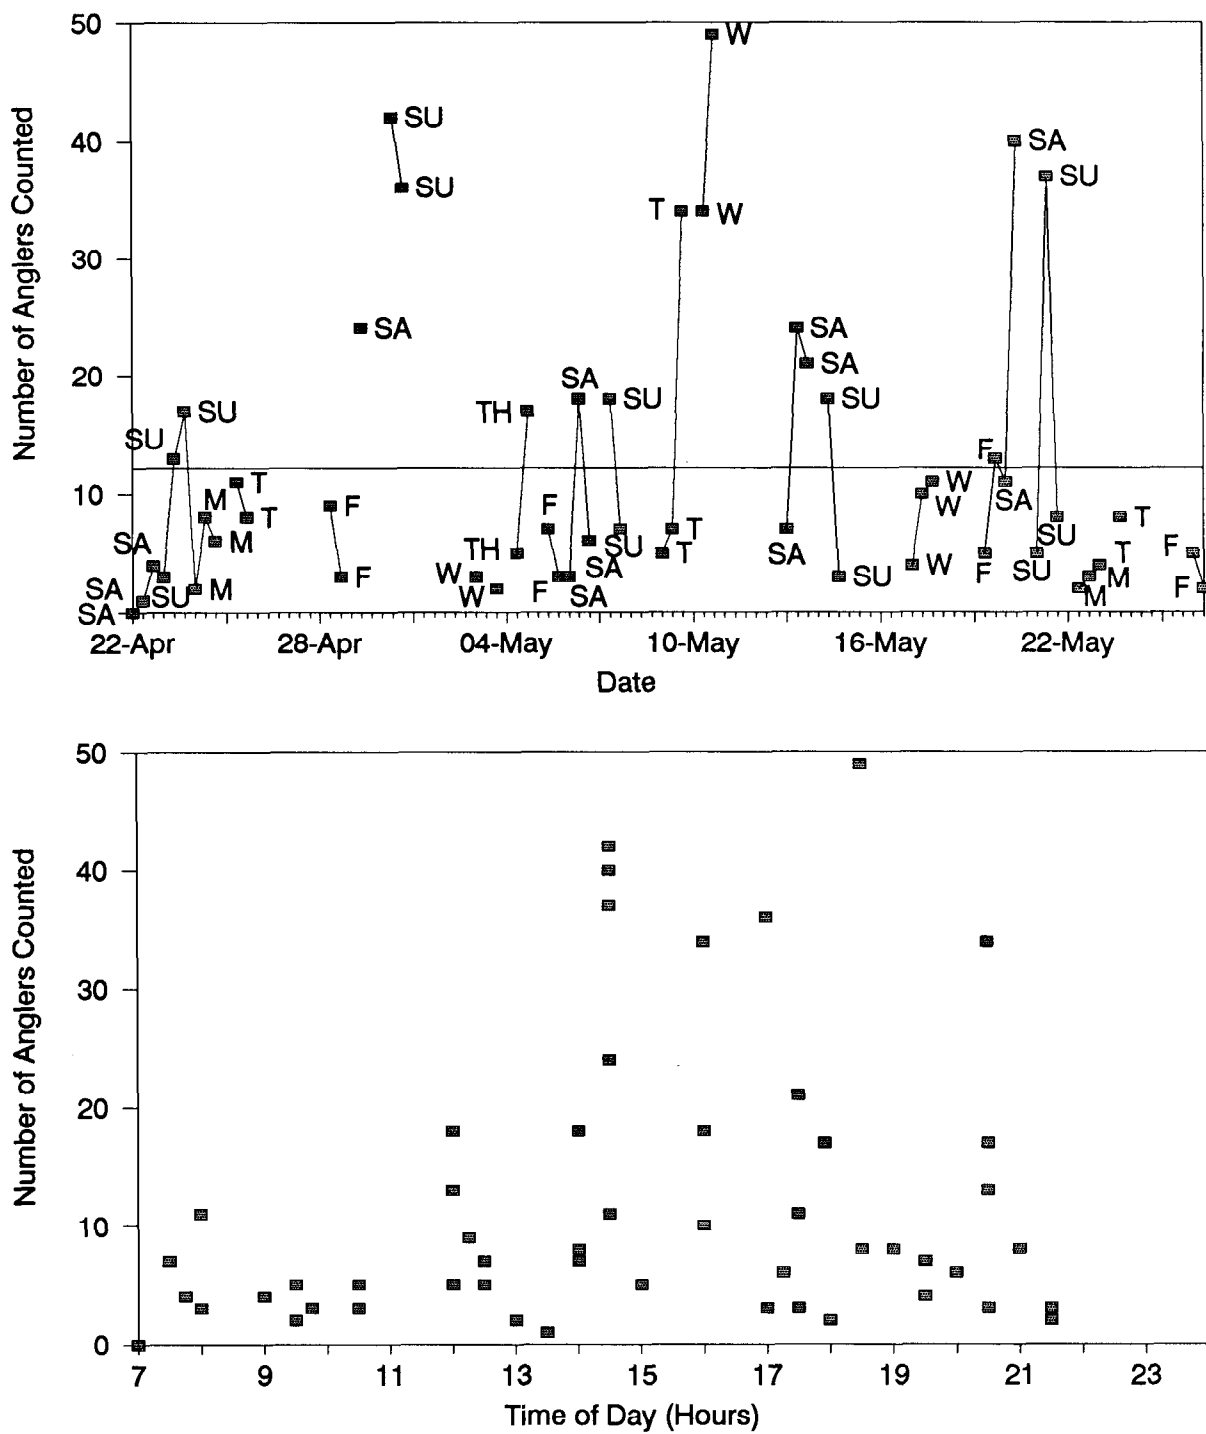 50
40
30
20
10
0
Number of Anglers Counted
W
SU
SU
SA
T
W
SA
SU
SA
SA
SA
SU
SU
SU
TH
SU
SU
F
T
W
M
F
W
SA
T
SA
M
TH
F
SU
T
SU
T
SA
SA
SU
M
F
W
W
F
SA
T
SA
W
F
SU
M
M
T
F
F
SA
22-Apr 28-Apr 04-May 10-May 16-May 22-May
Date
50
40
30
20
10
0
Number of Anglers Counted
7 9 11 13 15 17 19 21 23
Time of Day (Hours)